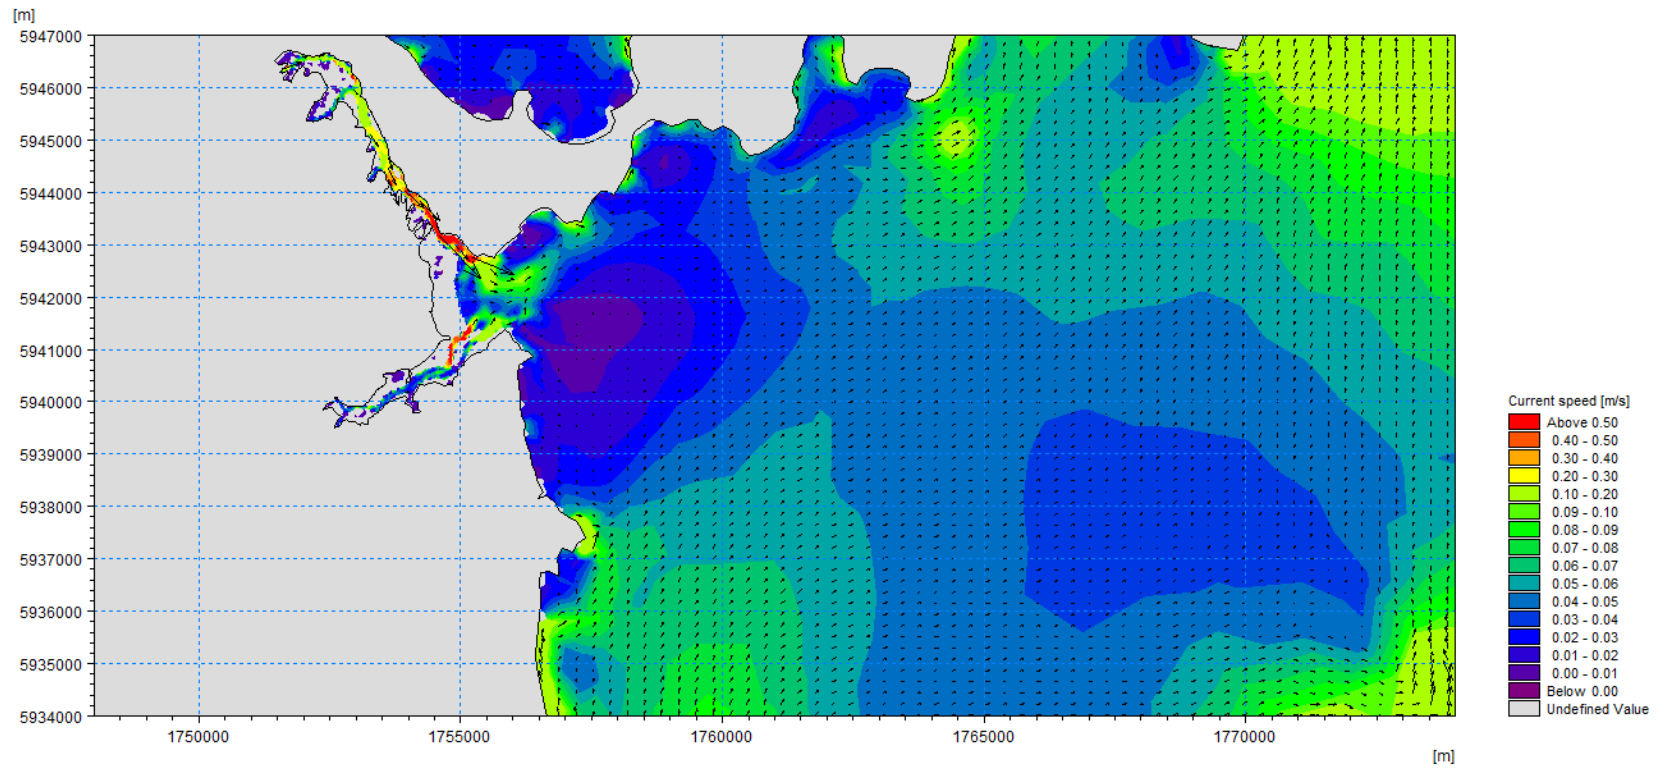 [m]
5947000
5946000
5945000
5944000
5943000
5942000
5941000
5940000
5939000
5938000
5937000
5936000
5935000
5934000
1750000 1755000 1760000 1765000 1770000
[m]
Current speed [m/s]
Above 0.50
0.40 - 0.50
0.30 - 0.40
0.20 - 0.30
0.10 - 0.20
0.09 - 0.10
0.08 - 0.09
0.07 - 0.08
0.06 - 0.07
0.05 - 0.06
0.04 - 0.05
0.03 - 0.04
0.02 - 0.03
0.01 - 0.02
0.00 - 0.01
Below 0.00
Undefined Value